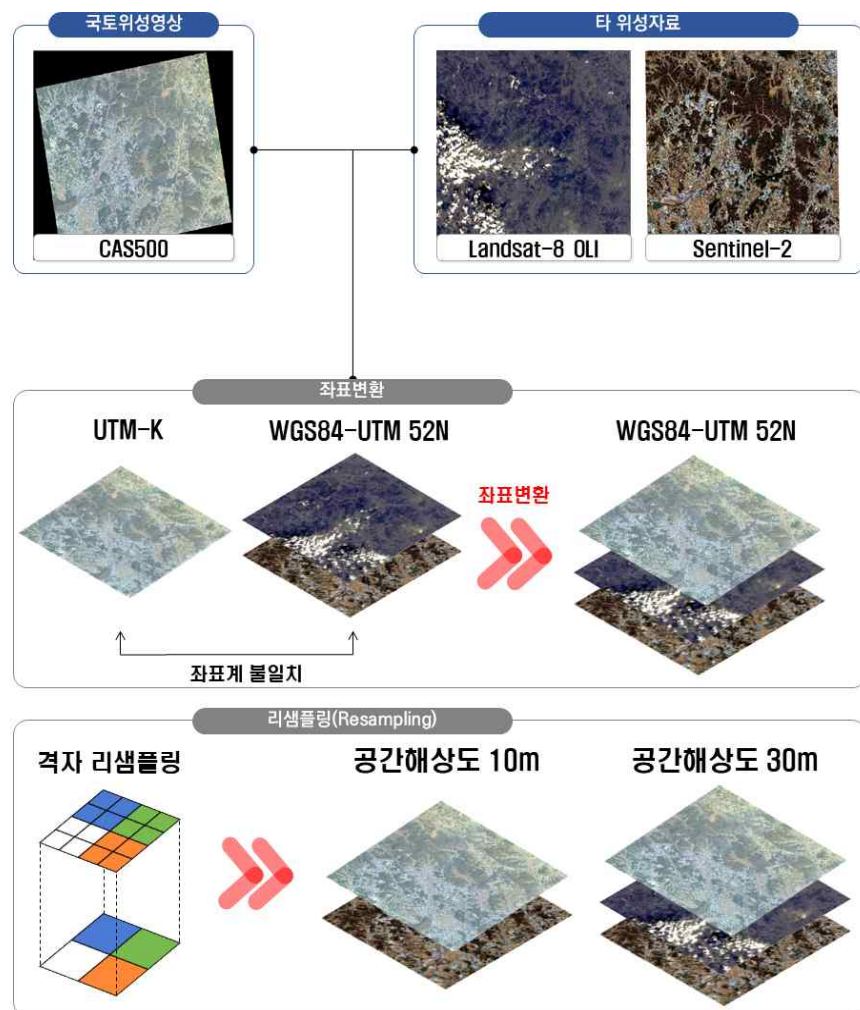 국토위성영상
타 위성자료
CAS500
Landsat-8 OLI
Sentinel-2
좌표변환
UTM-K
WGS84-UTM 52N
WGS84-UTM 52N
좌표변환
좌표계 불일치
리샘플링(Resampling)
격자 리샘플링
공간해상도 10m
공간해상도 30m